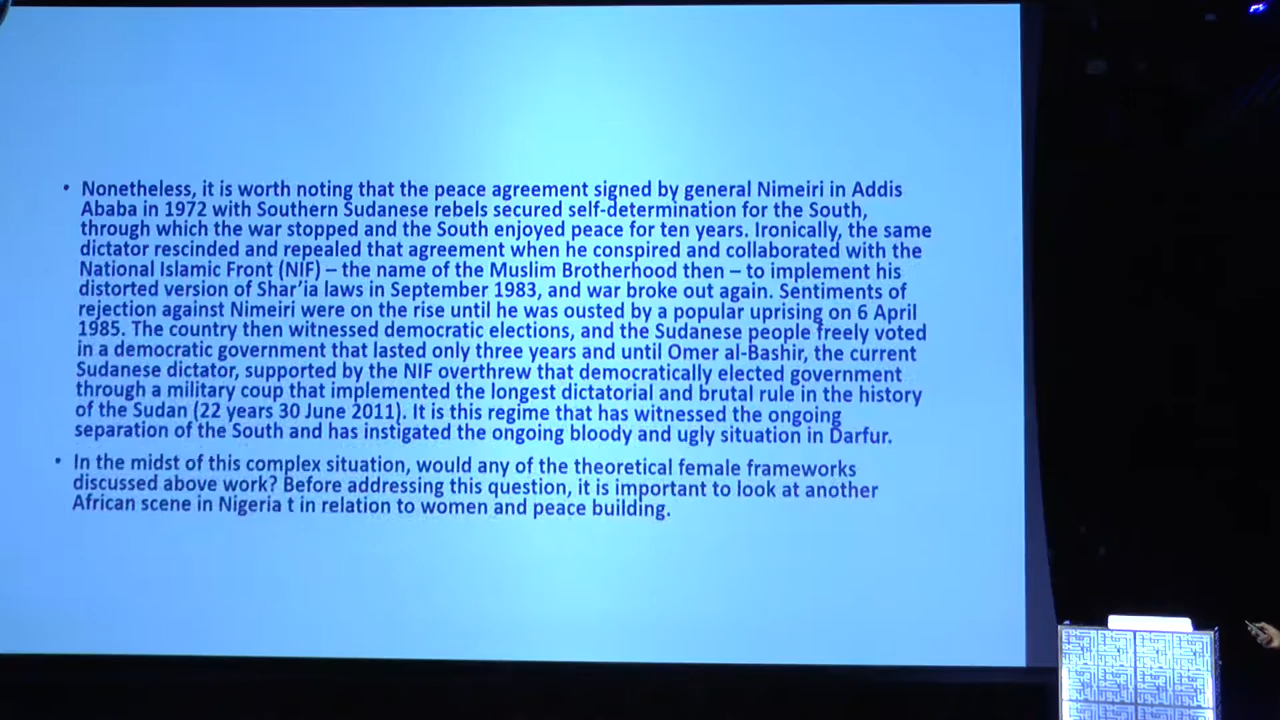 • Nonetheless, it is worth noting that the peace agreement signed by general Nimeiri in Addis
Ababa in 1972 with Southern Sudanese rebels secured self-determination for the South,
through which the war stopped and the South enjoyed peace for ten years. Ironically, the same
dictator rescinded and repealed that agreement when he conspired and collaborated with the
National Islamic Front (NIF) – the name of the Muslim Brotherhood then – to implement his
distorted version of Shar’ia laws in September 1983, and war broke out again. Sentiments of
rejection against Nimeiri were on the rise until he was ousted by a popular uprising on 6 April
1985. The country then witnessed democratic elections, and the Sudanese people freely voted
in a democratic government that lasted only three years and until Omer al-Bashir, the current
Sudanese dictator, supported by the NIF overthrew that democratically elected government
through a military coup that implemented the longest dictatorial and brutal rule in the history
of the Sudan (22 years 30 June 2011). It is this regime that has witnessed the ongoing
separation of the South and has instigated the ongoing bloody and ugly situation in Darfur.
• In the midst of this complex situation, would any of the theoretical female frameworks
discussed above work? Before addressing this question, it is important to look at another
African scene in Nigeria t in relation to women and peace building.